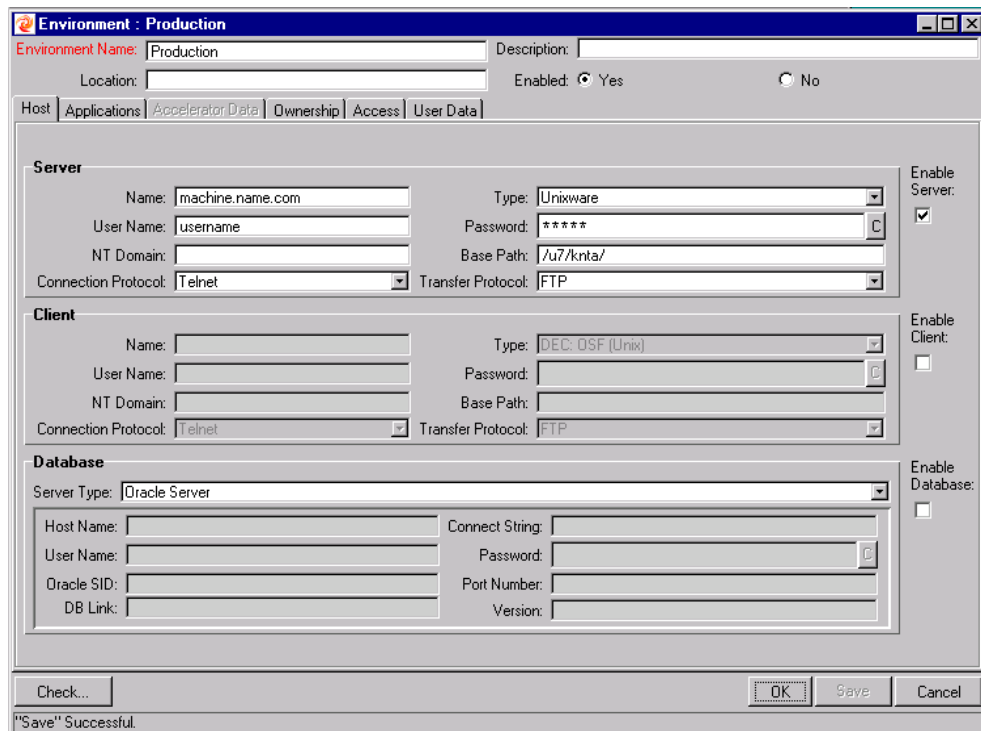 Environment : Production
Environment Name: Production Description:
Location: Enabled: Yes No
Host Applications Accelerator Data Ownership Access User Data
Server
Enable Server:
Name: machine.name.com Type: Unixware
User Name: username Password: ***** C
NT Domain: Base Path: /u7/knta/
Connection Protocol: Telnet Transfer Protocol: FTP
Client
Enable Client:
Name: Type: DEC: OSF (Unix)
User Name: Password: C
NT Domain: Base Path:
Connection Protocol: Telnet Transfer Protocol: FTP
Database
Enable Database:
Server Type: Oracle Server
Host Name: Connect String:
User Name: Password: C
Oracle SID: Port Number:
DB Link: Version:
Check... OK Save Cancel
"Save" Successful.